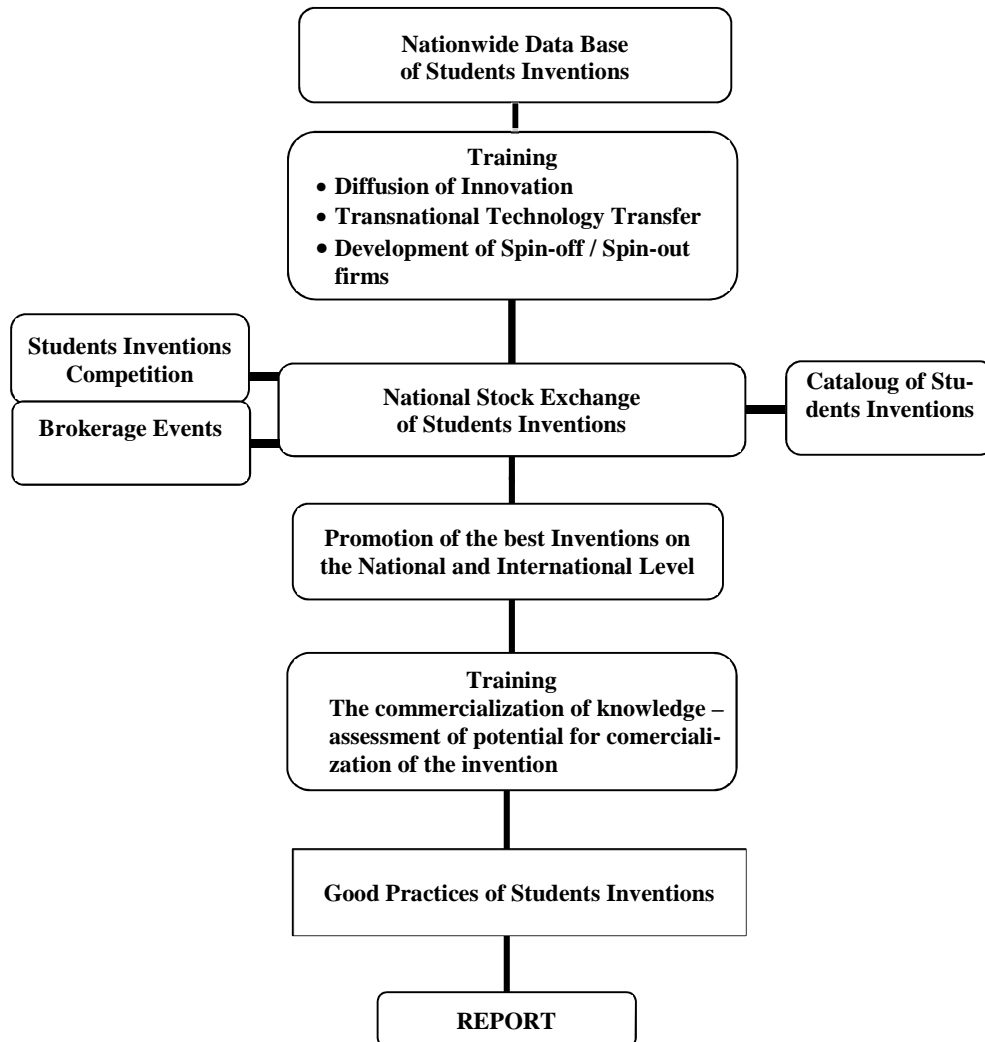 Nationwide Data Base
of Students Inventions
Training
• Diffusion of Innovation
• Transnational Technology Transfer
• Development of Spin-off / Spin-out
firms
Students Inventions
Competition
Brokerage Events
National Stock Exchange
of Students Inventions
Cataloug of Stu-
dents Inventions
Promotion of the best Inventions on
the National and International Level
Training
The commercialization of knowledge –
assessment of potential for comerciali-
zation of the invention
Good Practices of Students Inventions
REPORT